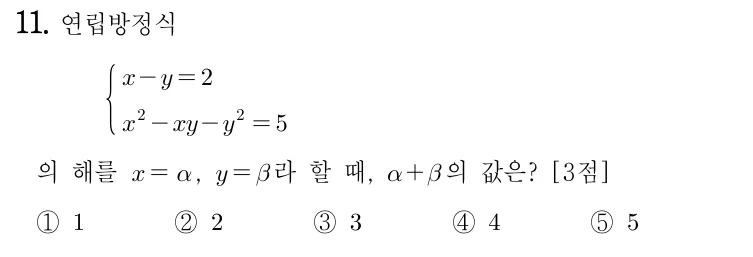 11. 연립방정식
x-y=2
x²-xy-y²=5
의 해를 x=α, y=β라 할 때, α+β의 값은? [3점]
① 1 ② 2 ③ 3 ④ 4 ⑤ 5